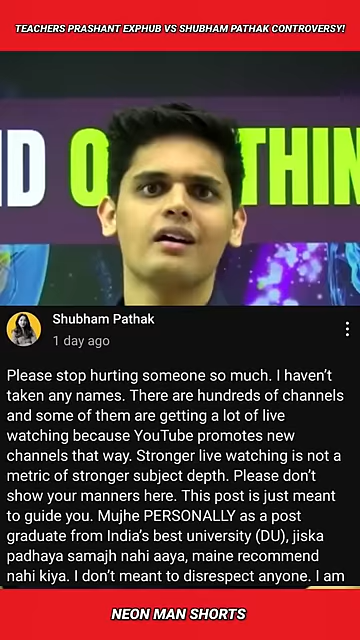 TEACHERS PRASHANT EXPHUB VS SHUBHAM PATHAK CONTROVERSY!
Shubham Pathak
1 day ago
Please stop hurting someone so much. I haven't
taken any names. There are hundreds of channels
and some of them are getting a lot of live
watching because YouTube promotes new
channels that way. Stronger live watching is not a
metric of stronger subject depth. Please don't
show your manners here. This post is just meant
to guide you. Mujhe PERSONALLY as a post
graduate from India's best university (DU), jiska
padhaya samajh nahi aaya, maine recommend
nahi kiya. I don't meant to disrespect anyone. I am
NEON MAN SHORTS